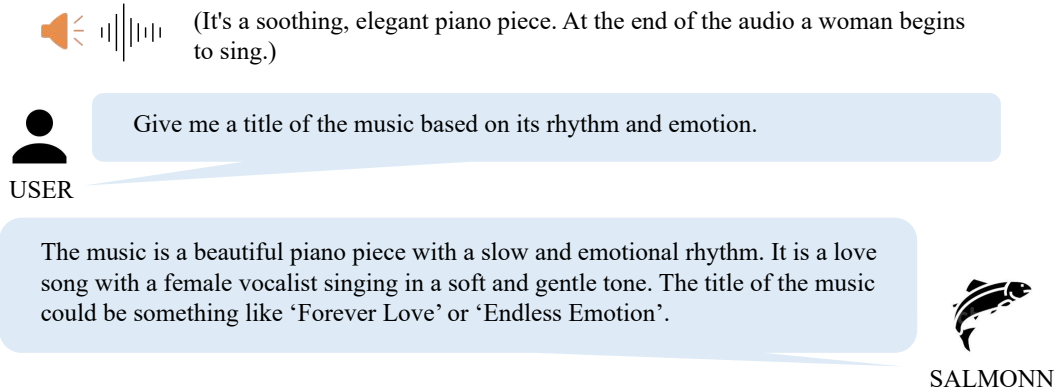 (It's a soothing, elegant piano piece. At the end of the audio a woman begins
to sing.)
Give me a title of the music based on its rhythm and emotion.
USER
The music is a beautiful piano piece with a slow and emotional rhythm. It is a love
song with a female vocalist singing in a soft and gentle tone. The title of the music
could be something like ‘Forever Love’ or ‘Endless Emotion’.
SALMONN